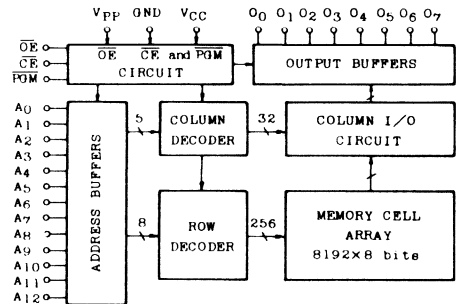 VPP GND VCC O0 O1 O2 O3 O4 O5 O6 O7
OE
CE
PGM
OE CE and PGM
CIRCUIT
OUTPUT BUFFERS
A0
A1
A2
A3
A4
A5
A6
A7
A8
A9
A10
A11
A12
ADDRESS BUFFERS
5
COLUMN
DECODER
32
COLUMN I/O
CIRCUIT
8
ROW
DECODER
256
MEMORY CELL
ARRAY
8192×8 bits